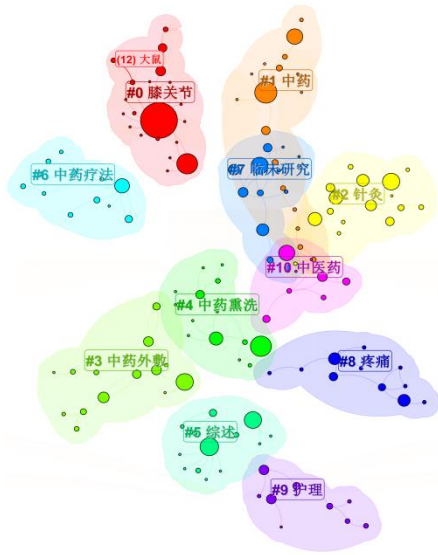 (12) 大鼠
#0 膝关节
#1 中药
#6 中药疗法
#7 临床研究
#2 针灸
#10 中医药
#4 中药熏洗
#3 中药外敷
#8 疼痛
#5 综述
#9 护理